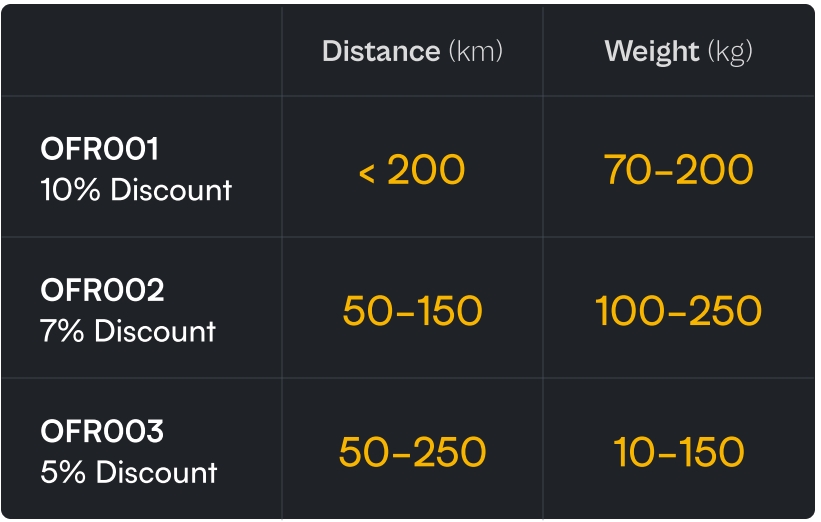 Distance (km) Weight (kg)
OFR001
10% Discount
< 200
70–200
OFR002
7% Discount
50–150
100–250
OFR003
5% Discount
50–250
10–150